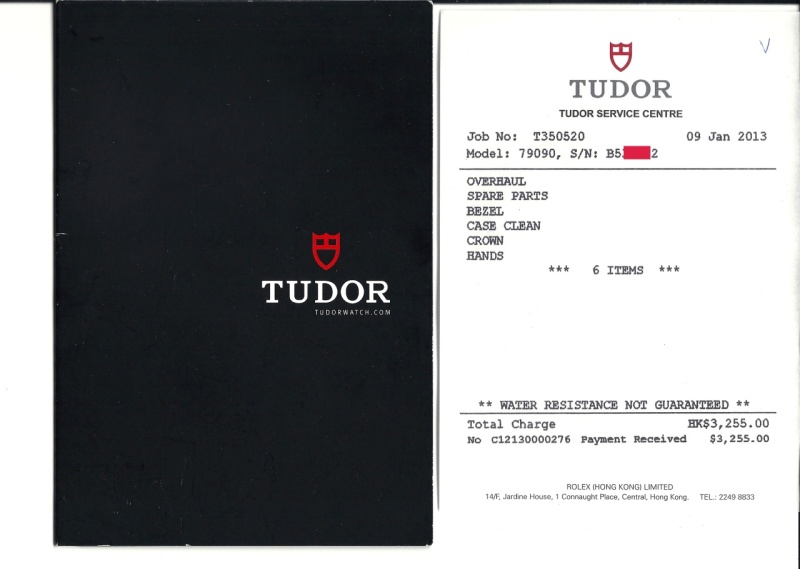 TUDOR
TUDORWATCH.COM
TUDOR
TUDOR SERVICE CENTRE
Job No: T350520 09 Jan 2013
Model: 79090, S/N: B5 2
OVERHAUL
SPARE PARTS
BEZEL
CASE CLEAN
CROWN
HANDS
*** 6 ITEMS ***
** WATER RESISTANCE NOT GUARANTEED **
Total Charge HK$3,255.00
No C12130000276 Payment Received $3,255.00
ROLEX (HONG KONG) LIMITED
14/F, Jardine House, 1 Connaught Place, Central, Hong Kong. TEL.: 2249 8833